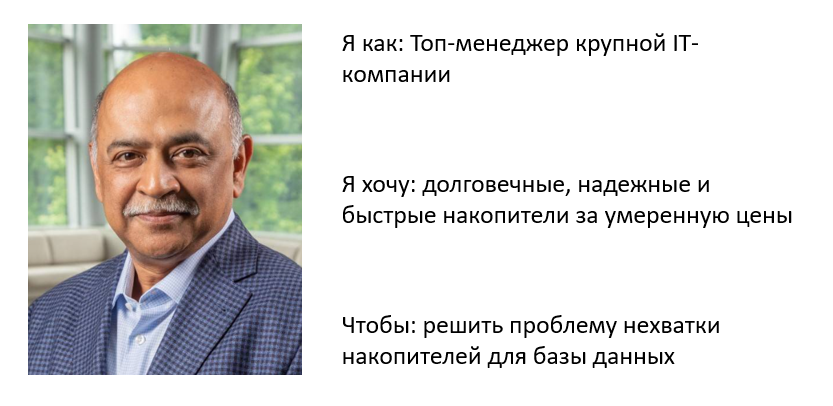 Я как: Топ-менеджер крупной IT-
компании
Я хочу: долговечные, надежные и
быстрые накопители за умеренную цены
Чтобы: решить проблему нехватки
накопителей для базы данных